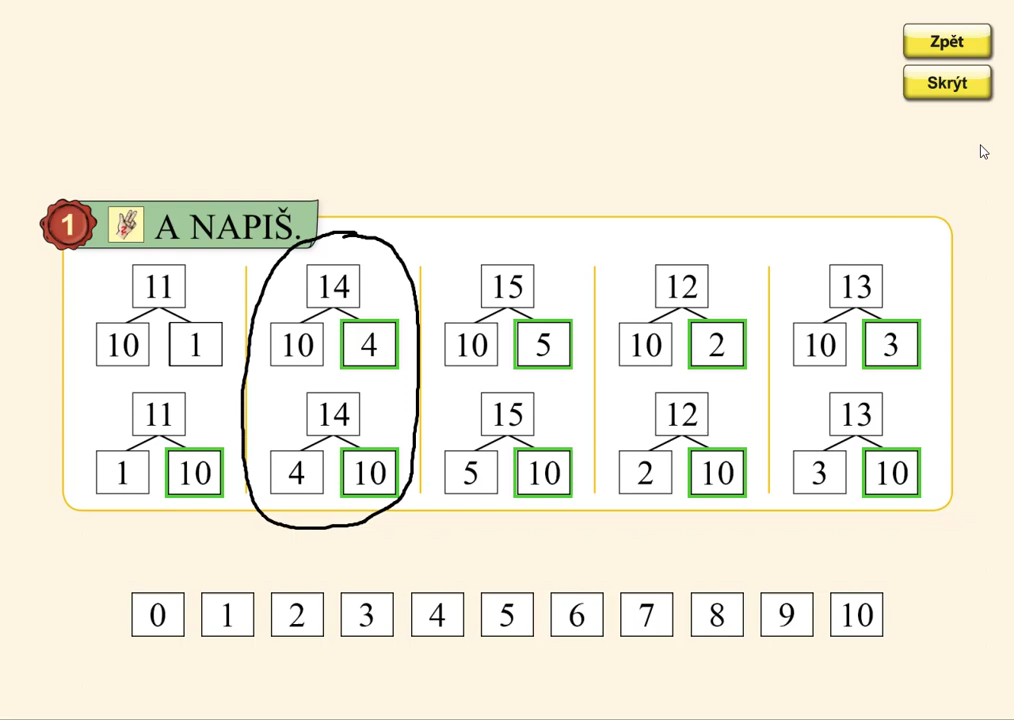 Zpět
Skrýt
1 A NAPIŠ.
11 14 15 12 13
10 1 10 4 10 5 10 2 10 3
11 14 15 12 13
1 10 4 10 5 10 2 10 3 10
0 1 2 3 4 5 6 7 8 9 10